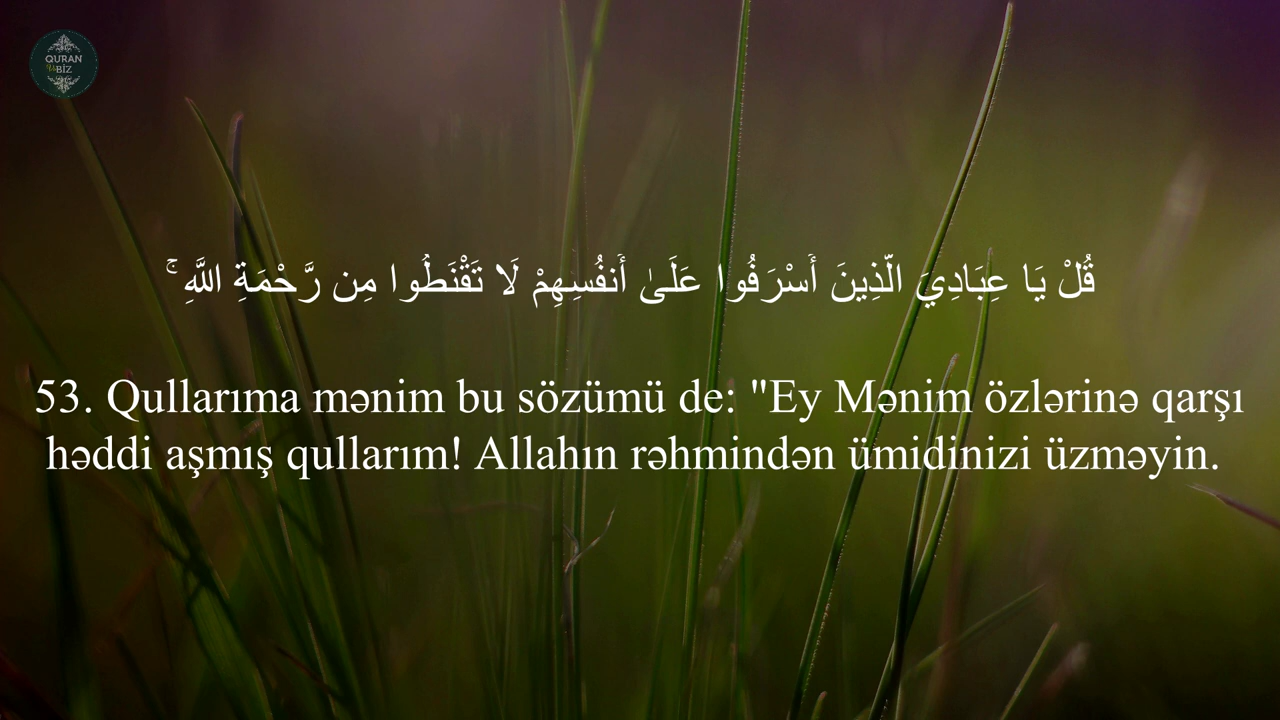 QURAN
Və BİZ
قُلْ يَا عِبَادِيَ الَّذِينَ أَسْرَفُوا عَلَىٰ أَنفُسِهِمْ لَا تَقْنَطُوا مِن رَّحْمَةِ اللَّهِ ۚ
53. Qullarıma mənim bu sözümü de: "Ey Mənim özlərinə qarşı
həddi aşmış qullarım! Allahın rəhmindən ümidinizi üzməyin.